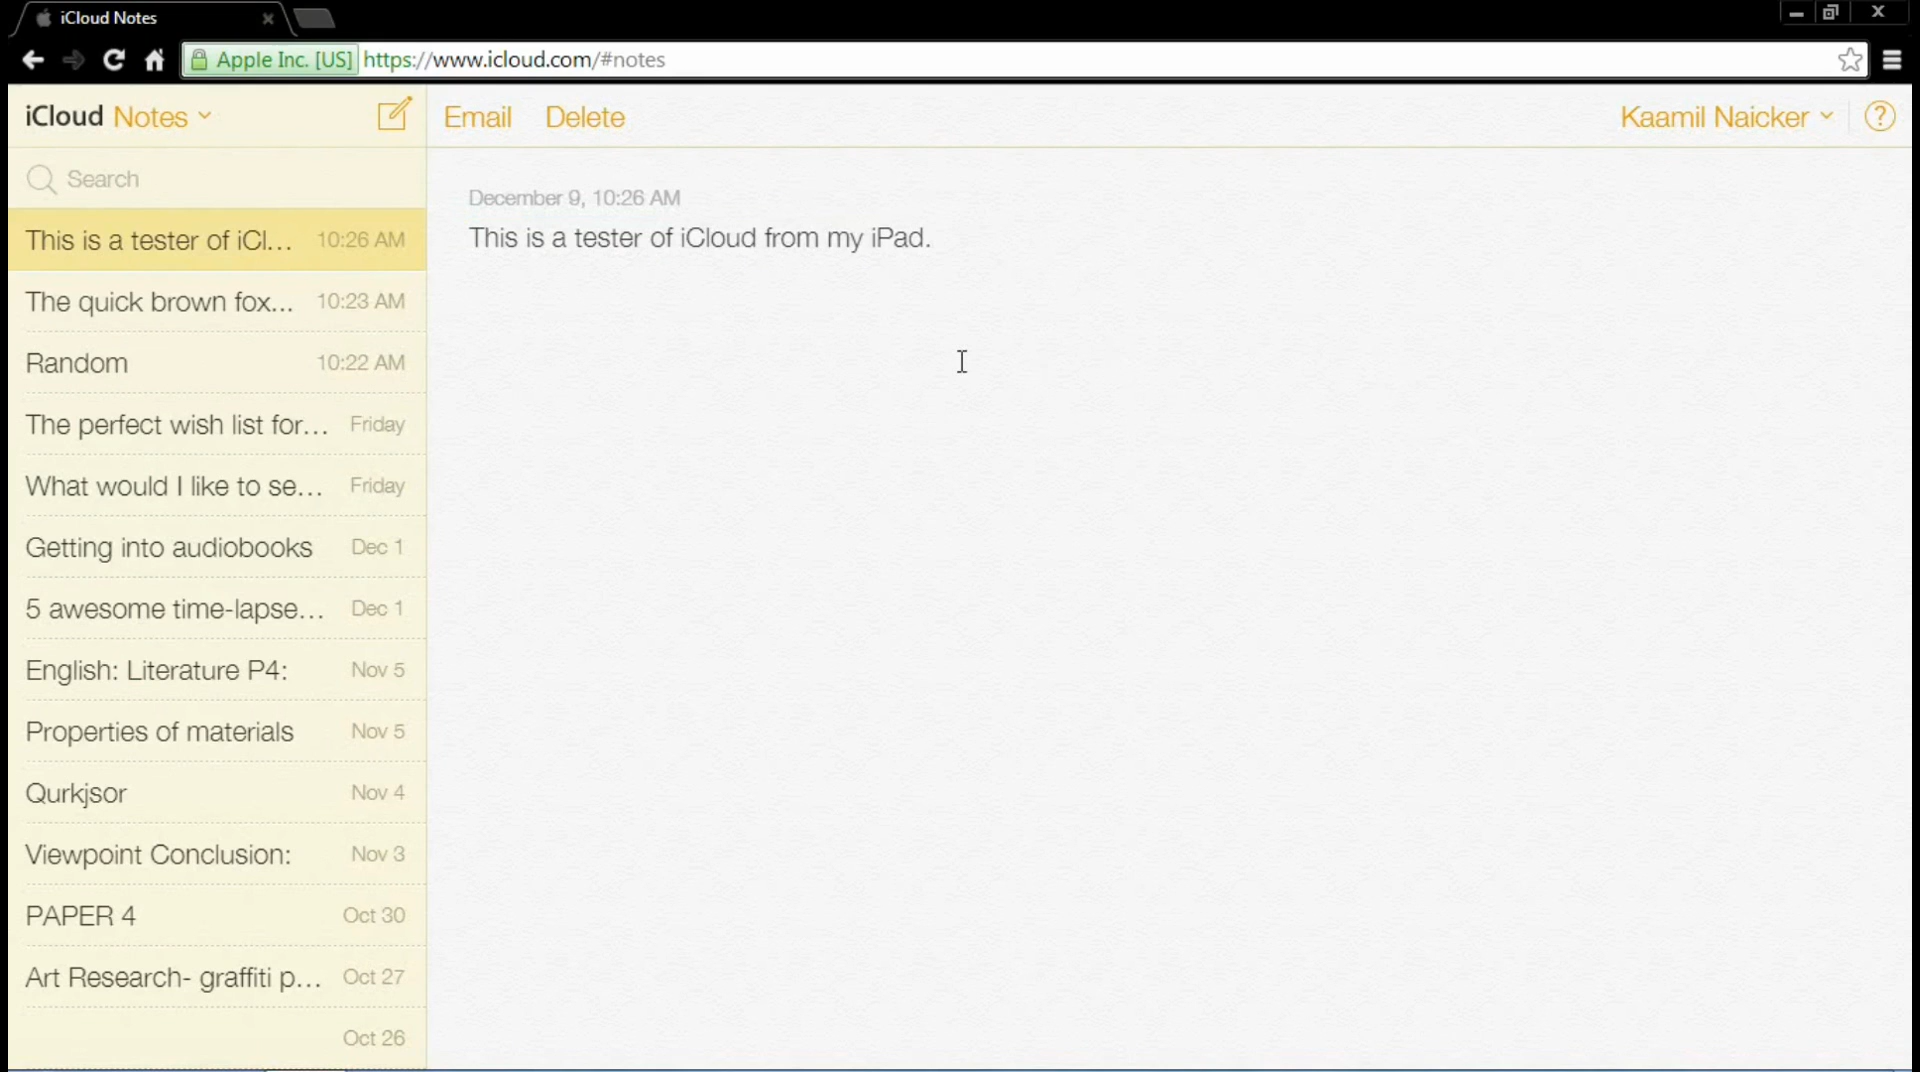 iCloud Notes
Apple Inc. [US] https://www.icloud.com/#notes
iCloud Notes
Email Delete
Kaamil Naicker
?
Search
This is a tester of iCl... 10:26 AM
The quick brown fox... 10:23 AM
Random 10:22 AM
The perfect wish list for... Friday
What would I like to se... Friday
Getting into audiobooks Dec 1
5 awesome time-lapse... Dec 1
English: Literature P4: Nov 5
Properties of materials Nov 5
Qurkjsor Nov 4
Viewpoint Conclusion: Nov 3
PAPER 4 Oct 30
Art Research- graffiti p... Oct 27
Oct 26
December 9, 10:26 AM
This is a tester of iCloud from my iPad.